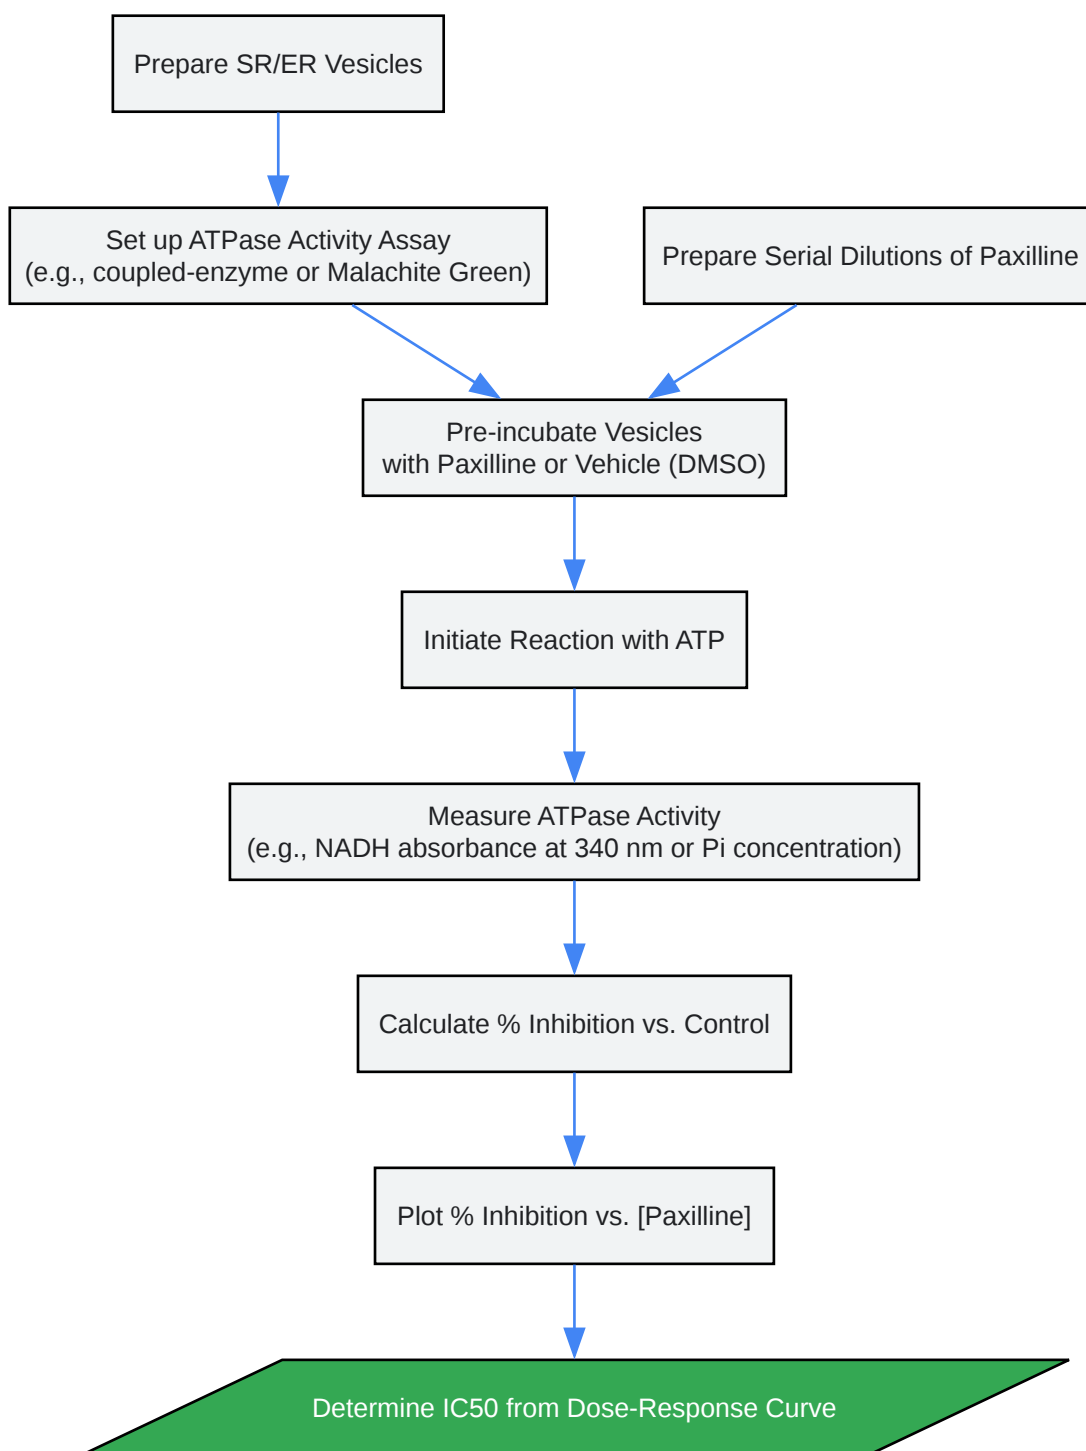 Prepare SR/ER Vesicles
Set up ATPase Activity Assay
(e.g., coupled-enzyme or Malachite Green)
Prepare Serial Dilutions of Paxilline
Pre-incubate Vesicles
with Paxilline or Vehicle (DMSO)
Initiate Reaction with ATP
Measure ATPase Activity
(e.g., NADH absorbance at 340 nm or Pi concentration)
Calculate % Inhibition vs. Control
Plot % Inhibition vs. [Paxilline]
Determine IC50 from Dose-Response Curve